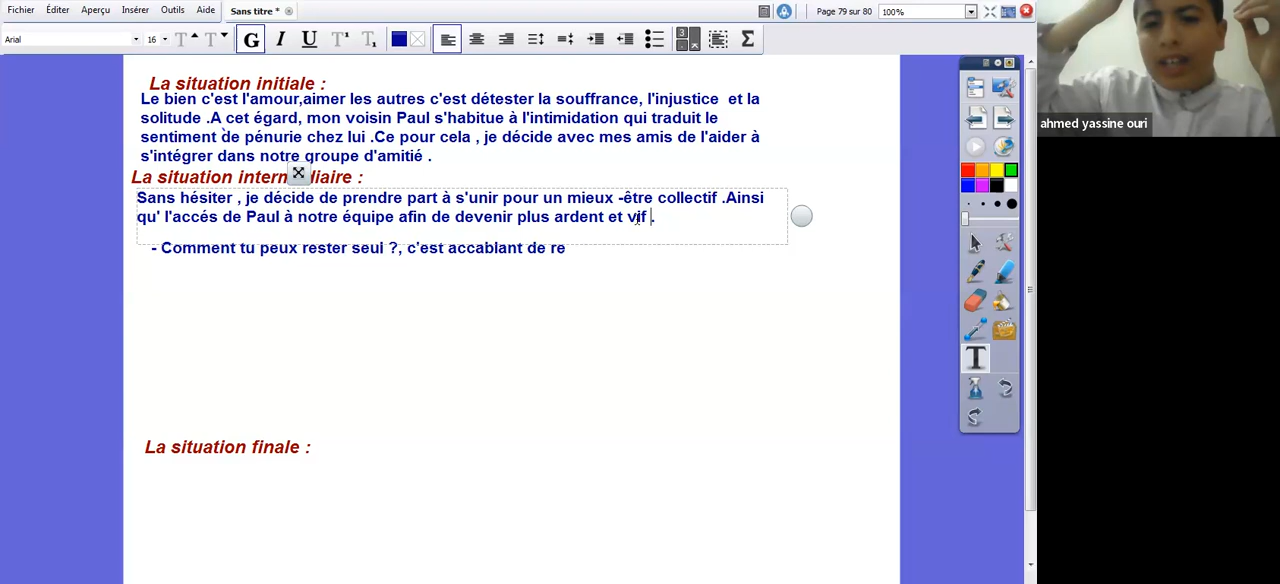 Fichier Éditer Aperçu Insérer Outils Aide Sans titre * Page 79 sur 80 100%
Arial 16 T T G I U T¹ T₁ Σ
La situation initiale :
Le bien c'est l'amour,aimer les autres c'est détester la souffrance, l'injustice et la
solitude .A cet égard, mon voisin Paul s'habitue à l'intimidation qui traduit le
sentiment de pénurie chez lui .Ce pour cela , je décide avec mes amis de l'aider à
s'intégrer dans notre groupe d'amitié .
La situation intermédiaire :
Sans hésiter , je décide de prendre part à s'unir pour un mieux -être collectif .Ainsi
qu' l'accés de Paul à notre équipe afin de devenir plus ardent et vif .
- Comment tu peux rester seul ?, c'est accablant de re
La situation finale :
ahmed yassine ouri
T